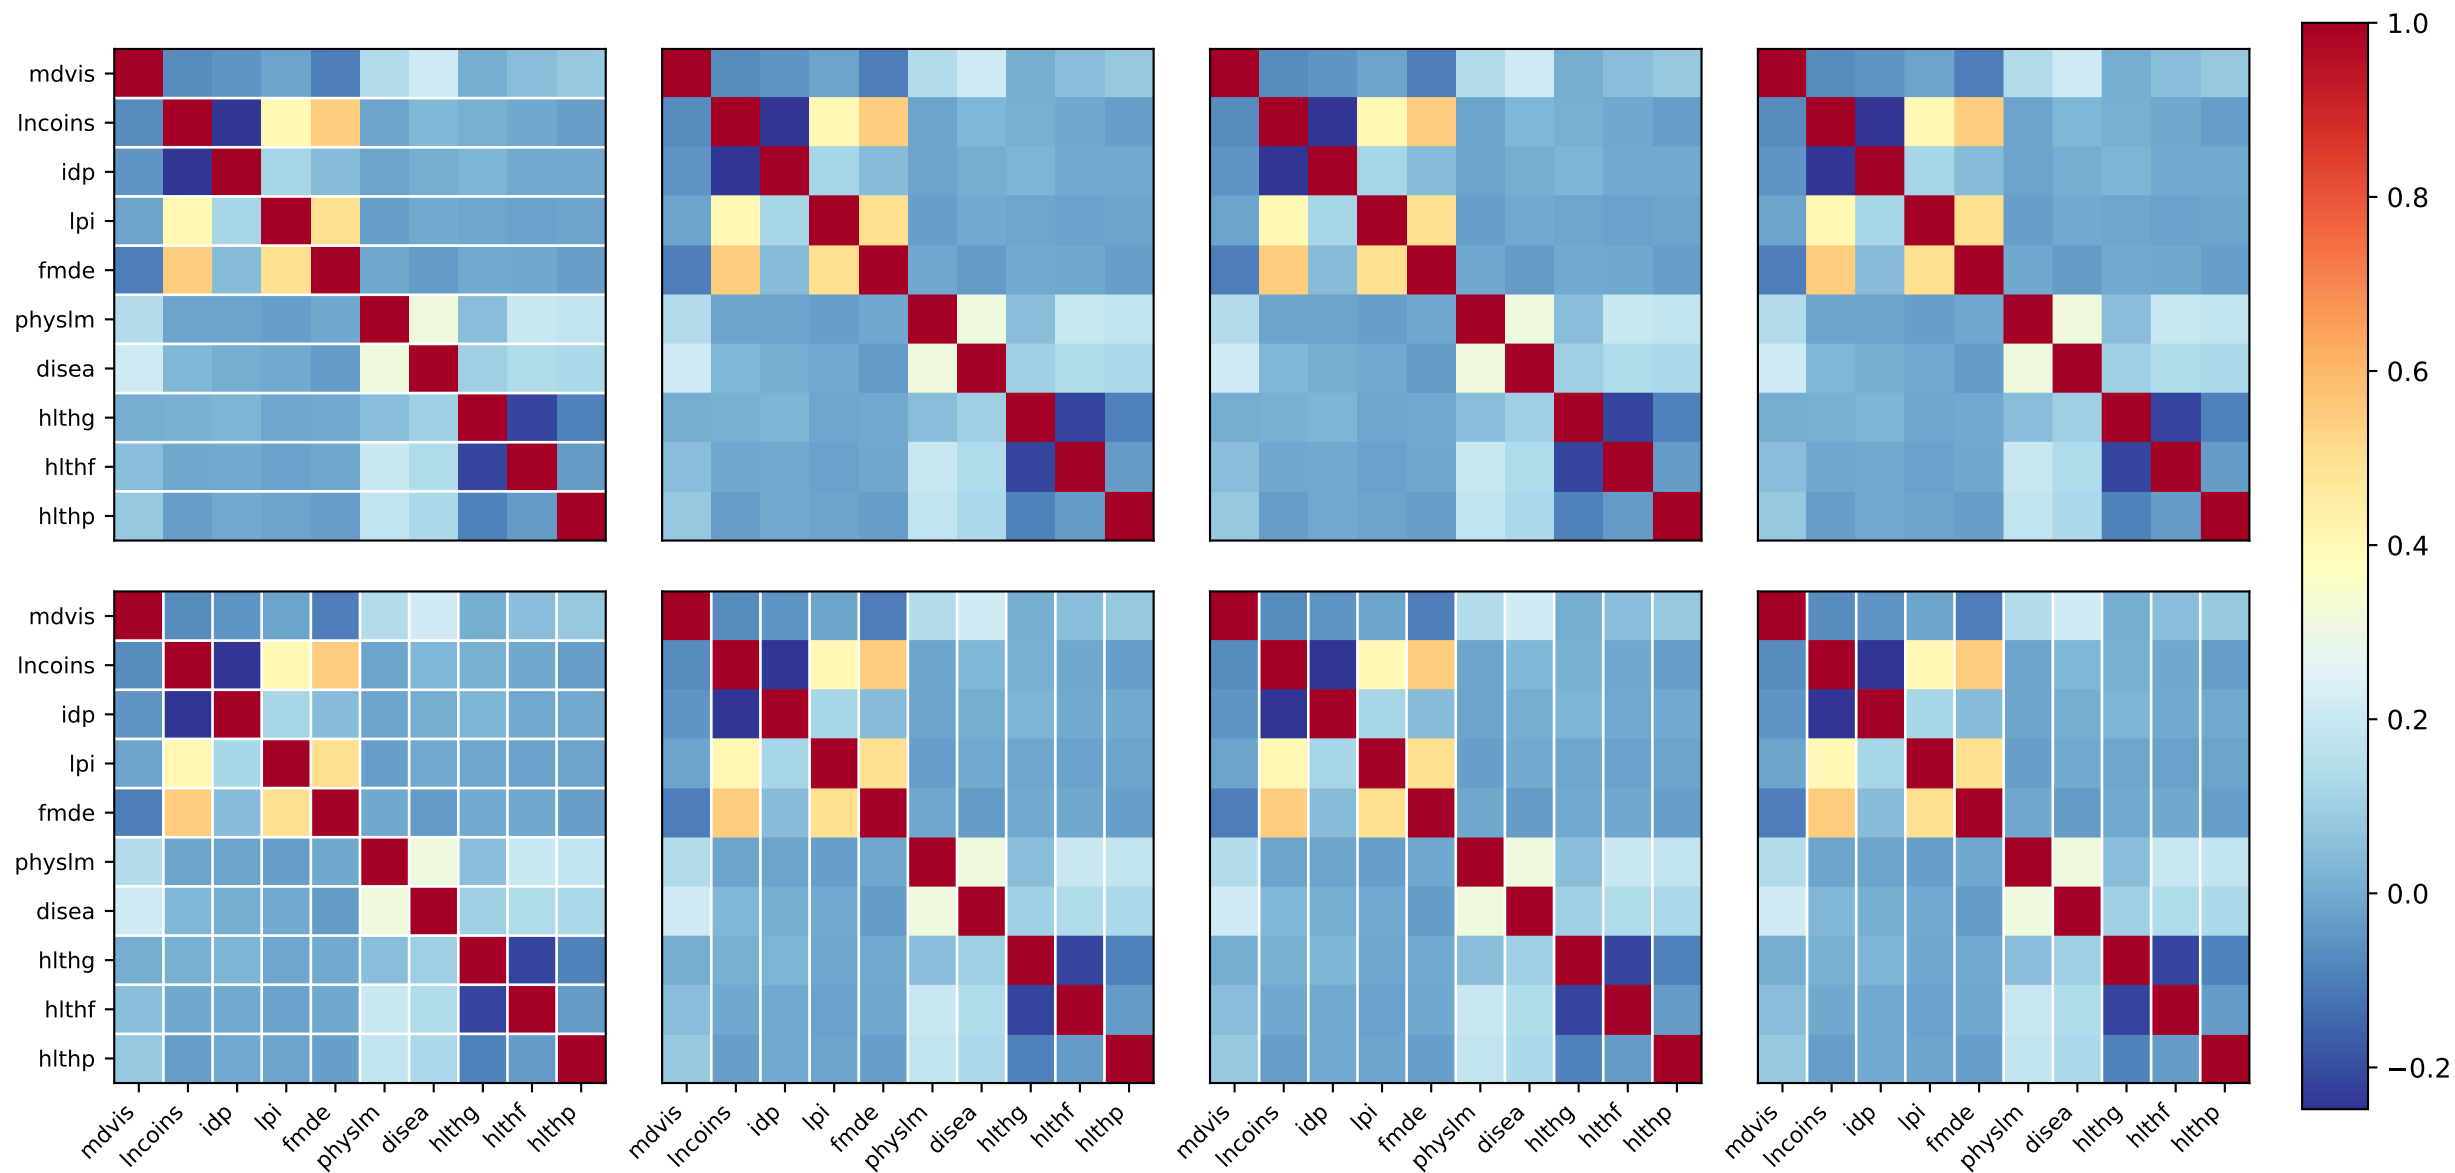 mdvis
lncoins
idp
lpi
fmde
physlm
disea
hlthg
hlthf
hlthp
mdvis
lncoins
idp
lpi
fmde
physlm
disea
hlthg
hlthf
hlthp
mdvis
lncoins
idp
lpi
fmde
physlm
disea
hlthg
hlthf
hlthp
mdvis
lncoins
idp
lpi
fmde
physlm
disea
hlthg
hlthf
hlthp
mdvis
lncoins
idp
lpi
fmde
physlm
disea
hlthg
hlthf
hlthp
mdvis
lncoins
idp
lpi
fmde
physlm
disea
hlthg
hlthf
hlthp
1.0
0.8
0.6
0.4
0.2
0.0
−0.2